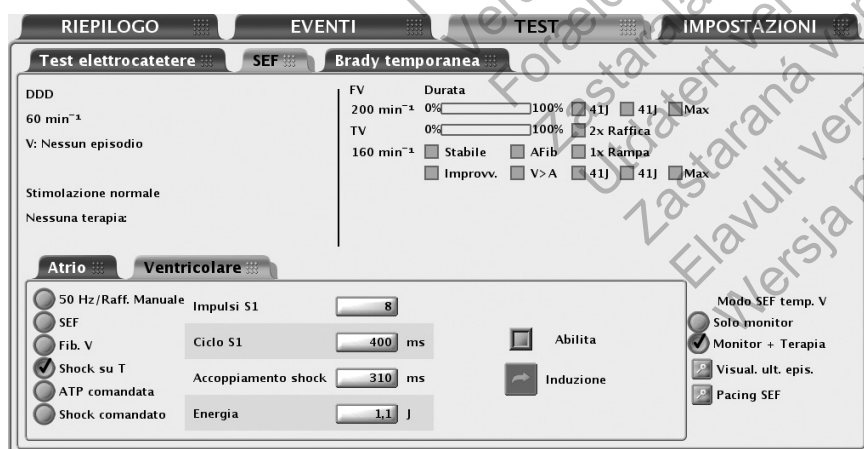 RIEPILOGO EVENTI TEST IMPOSTAZIONI
Test elettrocatetere SEF Brady temporanea
DDD
60 min⁻¹
V: Nessun episodio
Stimolazione normale
Nessuna terapia:
FV Durata
200 min⁻¹ 0% 100% 41J 41J Max
TV 0% 100% 2x Raffica
160 min⁻¹ Stabile AFib 1x Rampa
Improvv. V>A 41J 41J Max
Atrio Ventricolare
50 Hz/Raff. Manuale
SEF
Fib. V
Shock su T
ATP comandata
Shock comandato
Impulsi S1 8
Ciclo S1 400 ms
Accoppiamento shock 310 ms
Energia 1,1 J
Abilita
Induzione
Modo SEF temp. V
Solo monitor
Monitor + Terapia
Visual. ult. epis.
Pacing SEF
Zastaraná
Elavult